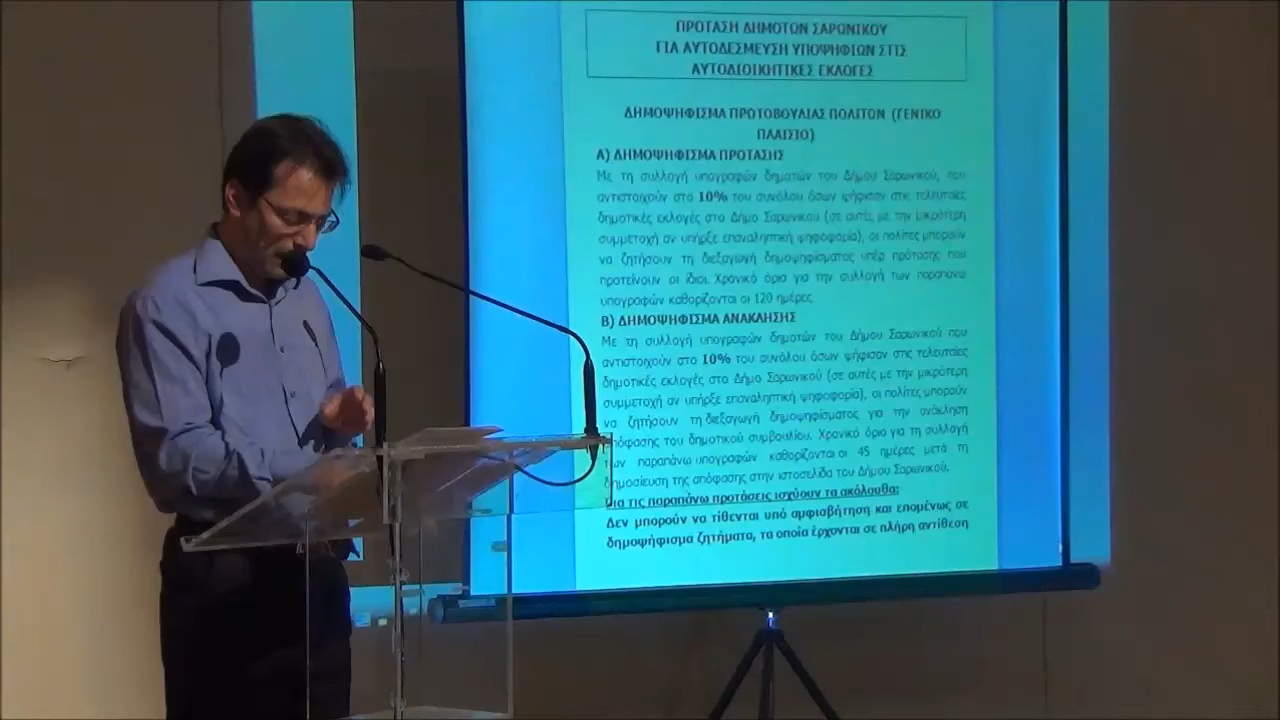 ΠΡΟΤΑΣΗ ΔΗΜΟΤΩΝ ΣΑΡΩΝΙΚΟΥ
ΓΙΑ ΑΥΤΟΔΕΣΜΕΥΣΗ ΥΠΟΨΗΦΙΩΝ ΣΤΙΣ
ΑΥΤΟΔΙΟΙΚΗΤΙΚΕΣ ΕΚΛΟΓΕΣ
ΔΗΜΟΨΗΦΙΣΜΑ ΠΡΩΤΟΒΟΥΛΙΑΣ ΠΟΛΙΤΩΝ (ΓΕΝΙΚΟ
ΠΛΑΙΣΙΟ)
Α) ΔΗΜΟΨΗΦΙΣΜΑ ΠΡΟΤΑΣΗΣ
Με τη συλλογή υπογραφών δημοτών του Δήμου Σαρωνικού, που
αντιστοιχούν στο 10% του συνόλου όσων ψήφισαν στις τελευταίες
δημοτικές εκλογές στο Δήμο Σαρωνικού (σε αυτές με την μικρότερη
συμμετοχή αν υπήρξε επαναληπτική ψηφοφορία), οι πολίτες μπορούν
να ζητήσουν τη διεξαγωγή δημοψηφίσματος υπέρ πρότασης που
προτείνουν οι ίδιοι. Χρονικό όριο για την συλλογή των παραπάνω
υπογραφών καθορίζονται οι 120 ημέρες.
Β) ΔΗΜΟΨΗΦΙΣΜΑ ΑΝΑΚΛΗΣΗΣ
Με τη συλλογή υπογραφών δημοτών του Δήμου Σαρωνικού που
αντιστοιχούν στο 10% του συνόλου όσων ψήφισαν στις τελευταίες
δημοτικές εκλογές στο Δήμο Σαρωνικού (σε αυτές με την μικρότερη
συμμετοχή αν υπήρξε επαναληπτική ψηφοφορία), οι πολίτες μπορούν
να ζητήσουν τη διεξαγωγή δημοψηφίσματος για την ανάκληση
απόφασης του δημοτικού συμβουλίου. Χρονικό όριο για τη συλλογή
των παραπάνω υπογραφών καθορίζονται οι 45 ημέρες μετά τη
δημοσίευση της απόφασης στην ιστοσελίδα του Δήμου Σαρωνικού.
Για τις παραπάνω προτάσεις ισχύουν τα ακόλουθα:
Δεν μπορούν να τίθενται υπό αμφισβήτηση και επομένως σε
δημοψήφισμα ζητήματα, τα οποία έρχονται σε πλήρη αντίθεση